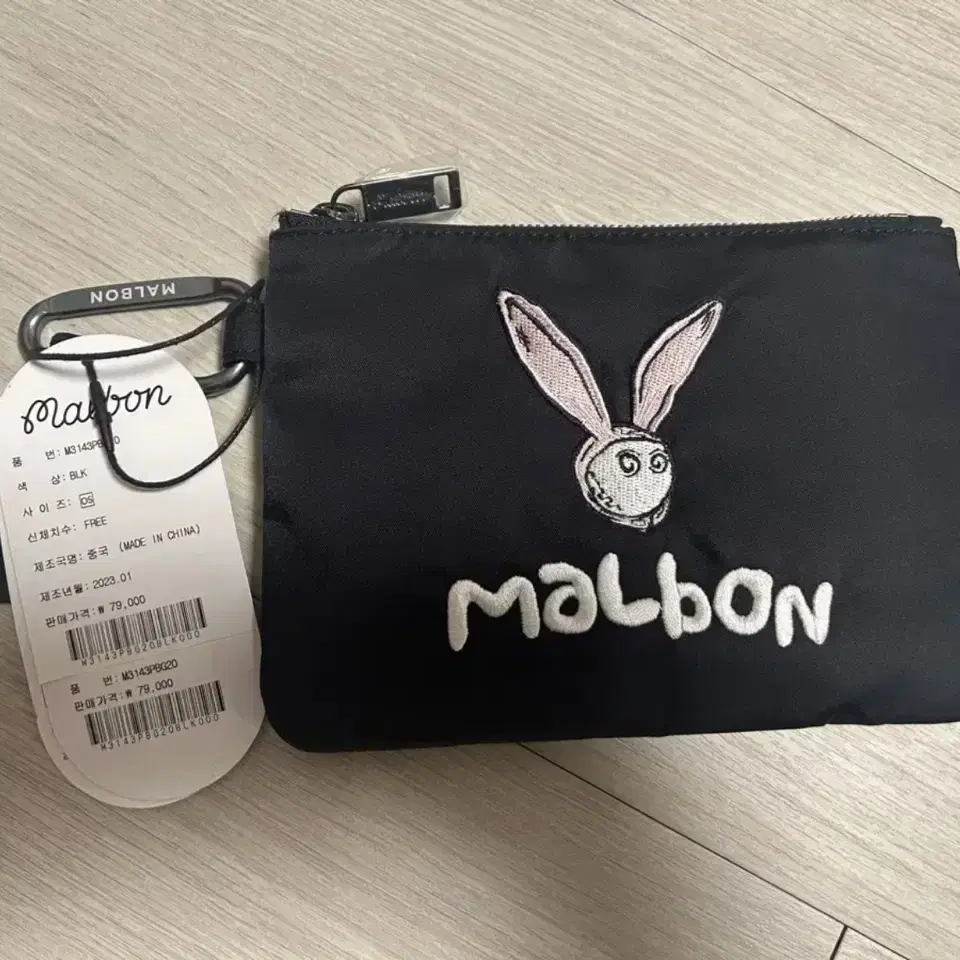 MALBON
Malbon
품 번: M3143PBG20
색 상: BLK
사 이 즈: OS
신체치수: FREE
제조국명: 중국 (MADE IN CHINA)
제조년월: 2023.01
판매가격: ₩ 79,000
M3143PBG20BLK000
품 번: M3143PBG20
판매가격: ₩ 79,000
M3143PBG20BLK000
MaLbON